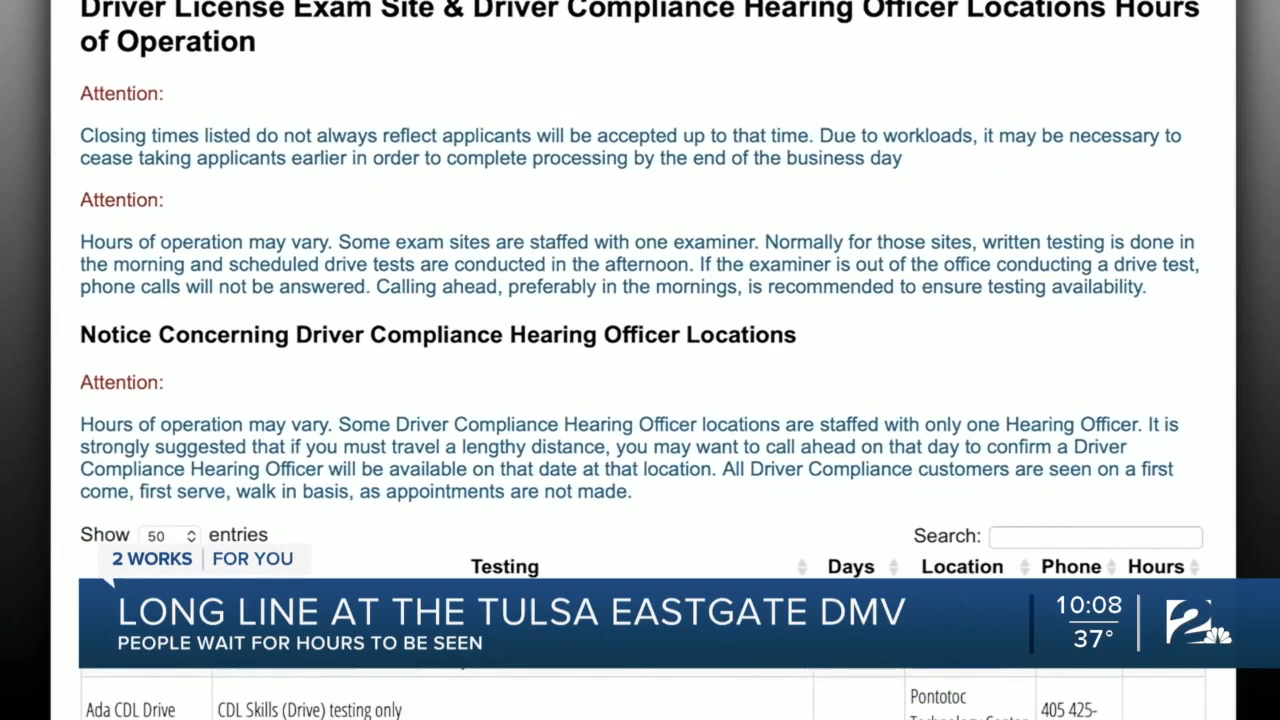 Driver License Exam Site & Driver Compliance Hearing Officer Locations Hours
of Operation
Attention:
Closing times listed do not always reflect applicants will be accepted up to that time. Due to workloads, it may be necessary to
cease taking applicants earlier in order to complete processing by the end of the business day
Attention:
Hours of operation may vary. Some exam sites are staffed with one examiner. Normally for those sites, written testing is done in
the morning and scheduled drive tests are conducted in the afternoon. If the examiner is out of the office conducting a drive test,
phone calls will not be answered. Calling ahead, preferably in the mornings, is recommended to ensure testing availability.
Notice Concerning Driver Compliance Hearing Officer Locations
Attention:
Hours of operation may vary. Some Driver Compliance Hearing Officer locations are staffed with only one Hearing Officer. It is
strongly suggested that if you must travel a lengthy distance, you may want to call ahead on that day to confirm a Driver
Compliance Hearing Officer will be available on that date at that location. All Driver Compliance customers are seen on a first
come, first serve, walk in basis, as appointments are not made.
Show 50 entries Search:
2 WORKS FOR YOU
Testing Days Location Phone Hours
LONG LINE AT THE TULSA EASTGATE DMV
PEOPLE WAIT FOR HOURS TO BE SEEN
10:08
37°
2
Ada CDL Drive CDL Skills (Drive) testing only Pontotoc 405 425-
Technology Center